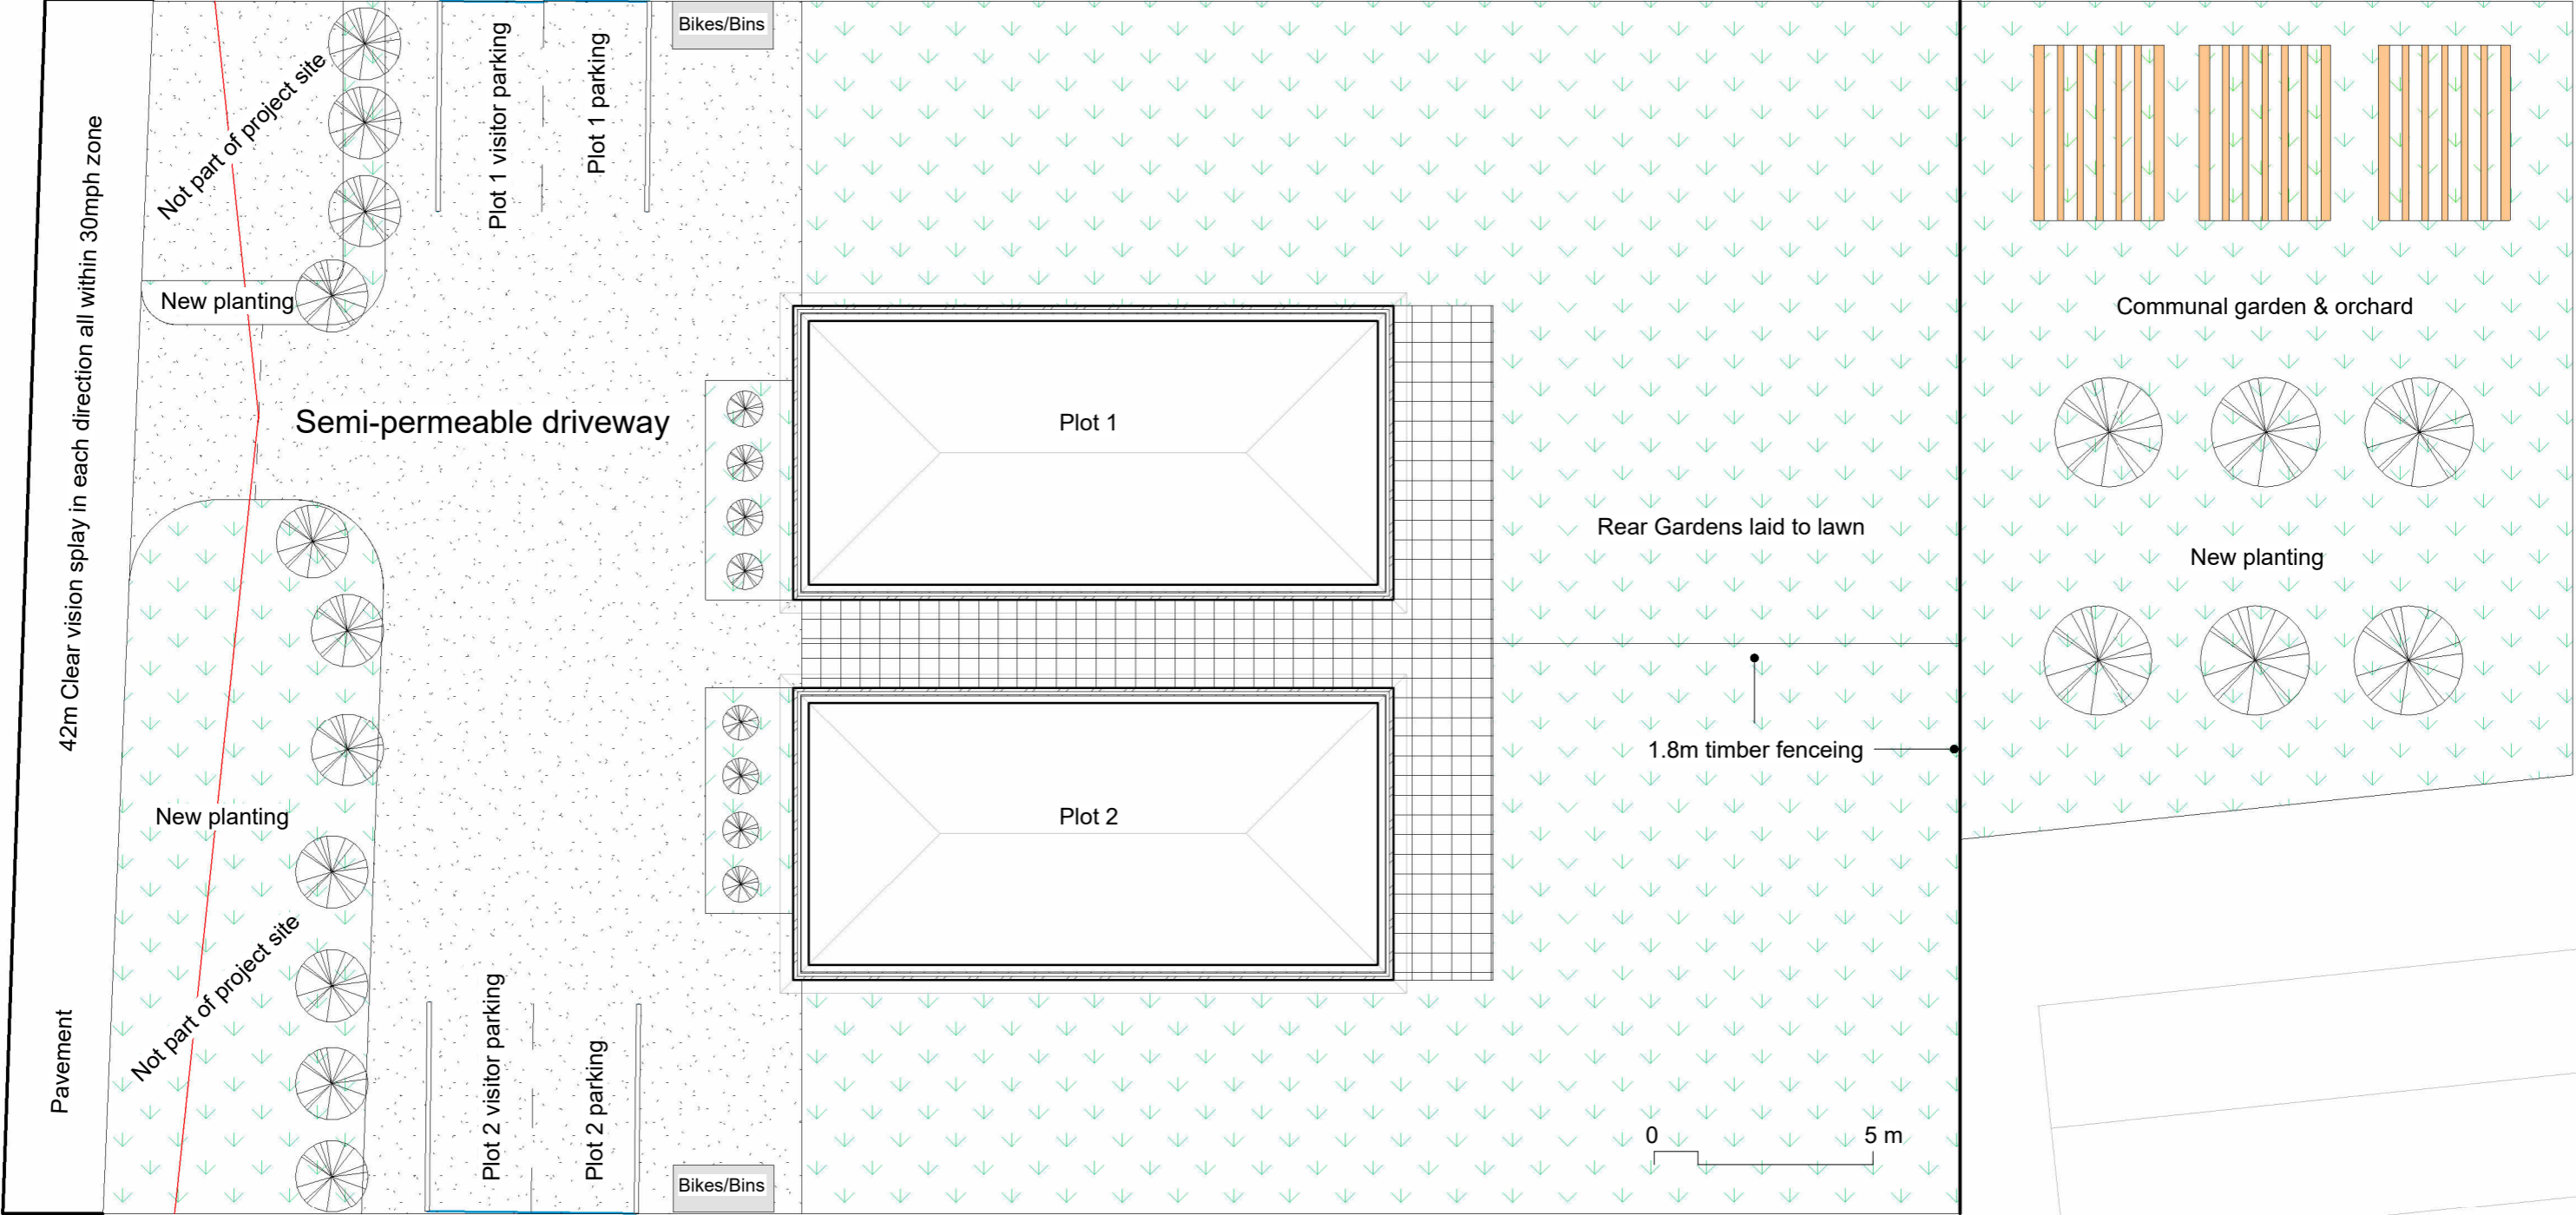 Bikes/Bins
Plot 1 visitor parking
Plot 1 parking
Not part of project site
42m Clear vision splay in each direction all within 30mph zone
New planting
Communal garden & orchard
Semi-permeable driveway
Plot 1
Rear Gardens laid to lawn
New planting
1.8m timber fenceing
New planting
Plot 2
Not part of project site
Pavement
Plot 2 visitor parking
Plot 2 parking
0 5 m
Bikes/Bins